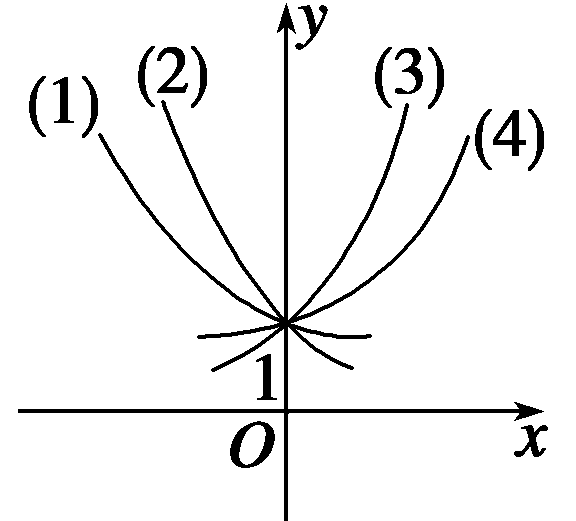 y
(1) (2) (3) (4)
1
O x